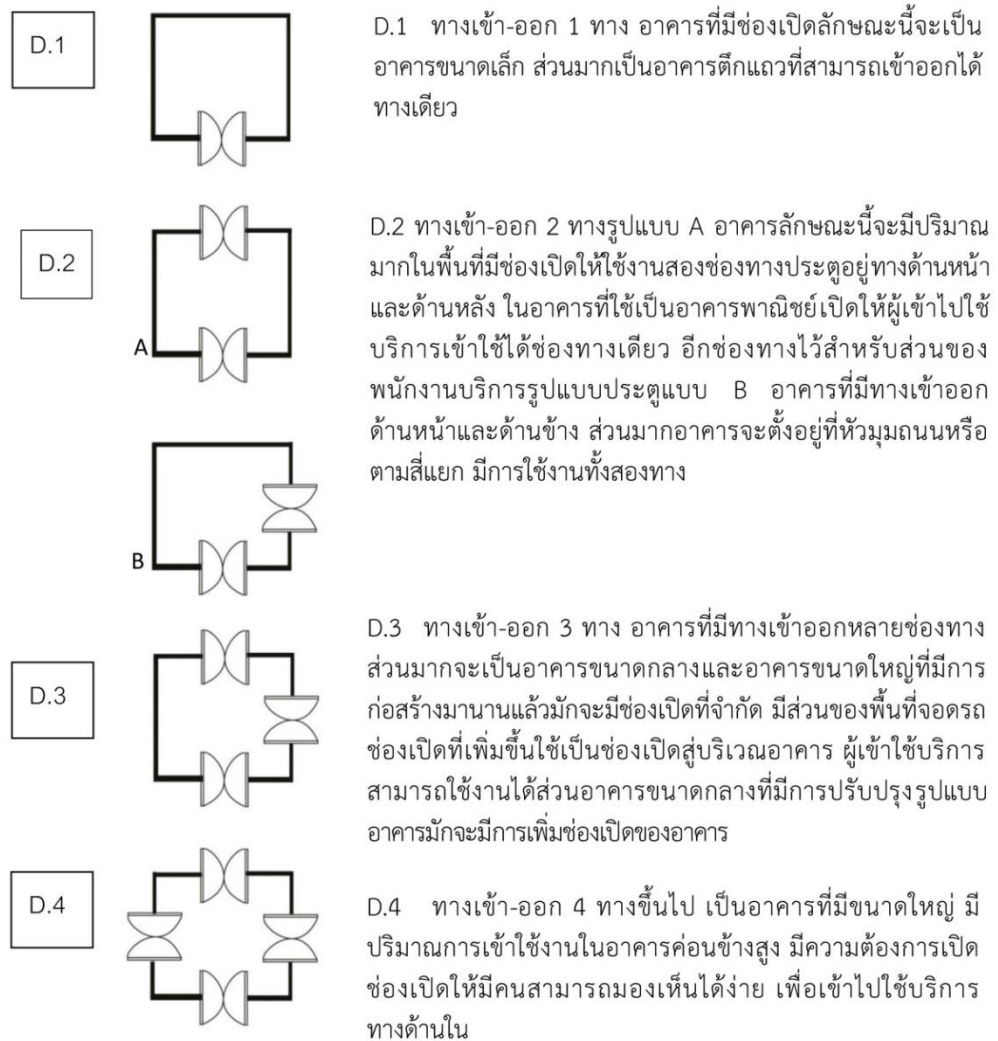 D.1
D.1 ทางเข้า-ออก 1 ทาง อาคารที่มีช่องเปิดลักษณะนี้จะเป็น
อาคารขนาดเล็ก ส่วนมากเป็นอาคารตึกแถวที่สามารถเข้าออกได้
ทางเดียว
D.2
A
B
D.2 ทางเข้า-ออก 2 ทางรูปแบบ A อาคารลักษณะนี้จะมีปริมาณ
มากในพื้นที่มีช่องเปิดให้ใช้งานสองช่องทางประตูอยู่ทางด้านหน้า
และด้านหลัง ในอาคารที่ใช้เป็นอาคารพาณิชย์เปิดให้ผู้เข้าไปใช้
บริการเข้าใช้ได้ช่องทางเดียว อีกช่องทางไว้สำหรับส่วนของ
พนักงานบริการรูปแบบประตูแบบ B อาคารที่มีทางเข้าออก
ด้านหน้าและด้านข้าง ส่วนมากอาคารจะตั้งอยู่ที่หัวมุมถนนหรือ
ตามสี่แยก มีการใช้งานทั้งสองทาง
D.3
D.3 ทางเข้า-ออก 3 ทาง อาคารที่มีทางเข้าออกหลายช่องทาง
ส่วนมากจะเป็นอาคารขนาดกลางและอาคารขนาดใหญ่ที่มีการ
ก่อสร้างมานานแล้วมักจะมีช่องเปิดที่จำกัด มีส่วนของพื้นที่จอดรถ
ช่องเปิดที่เพิ่มขึ้นใช้เป็นช่องเปิดสู่บริเวณอาคาร ผู้เข้าใช้บริการ
สามารถใช้งานได้ส่วนอาคารขนาดกลางที่มีการปรับปรุงรูปแบบ
อาคารมักจะมีการเพิ่มช่องเปิดของอาคาร
D.4
D.4 ทางเข้า-ออก 4 ทางขึ้นไป เป็นอาคารที่มีขนาดใหญ่ มี
ปริมาณการเข้าใช้งานในอาคารค่อนข้างสูง มีความต้องการเปิด
ช่องเปิดให้มีคนสามารถมองเห็นได้ง่าย เพื่อเข้าไปใช้บริการ
ทางด้านใน